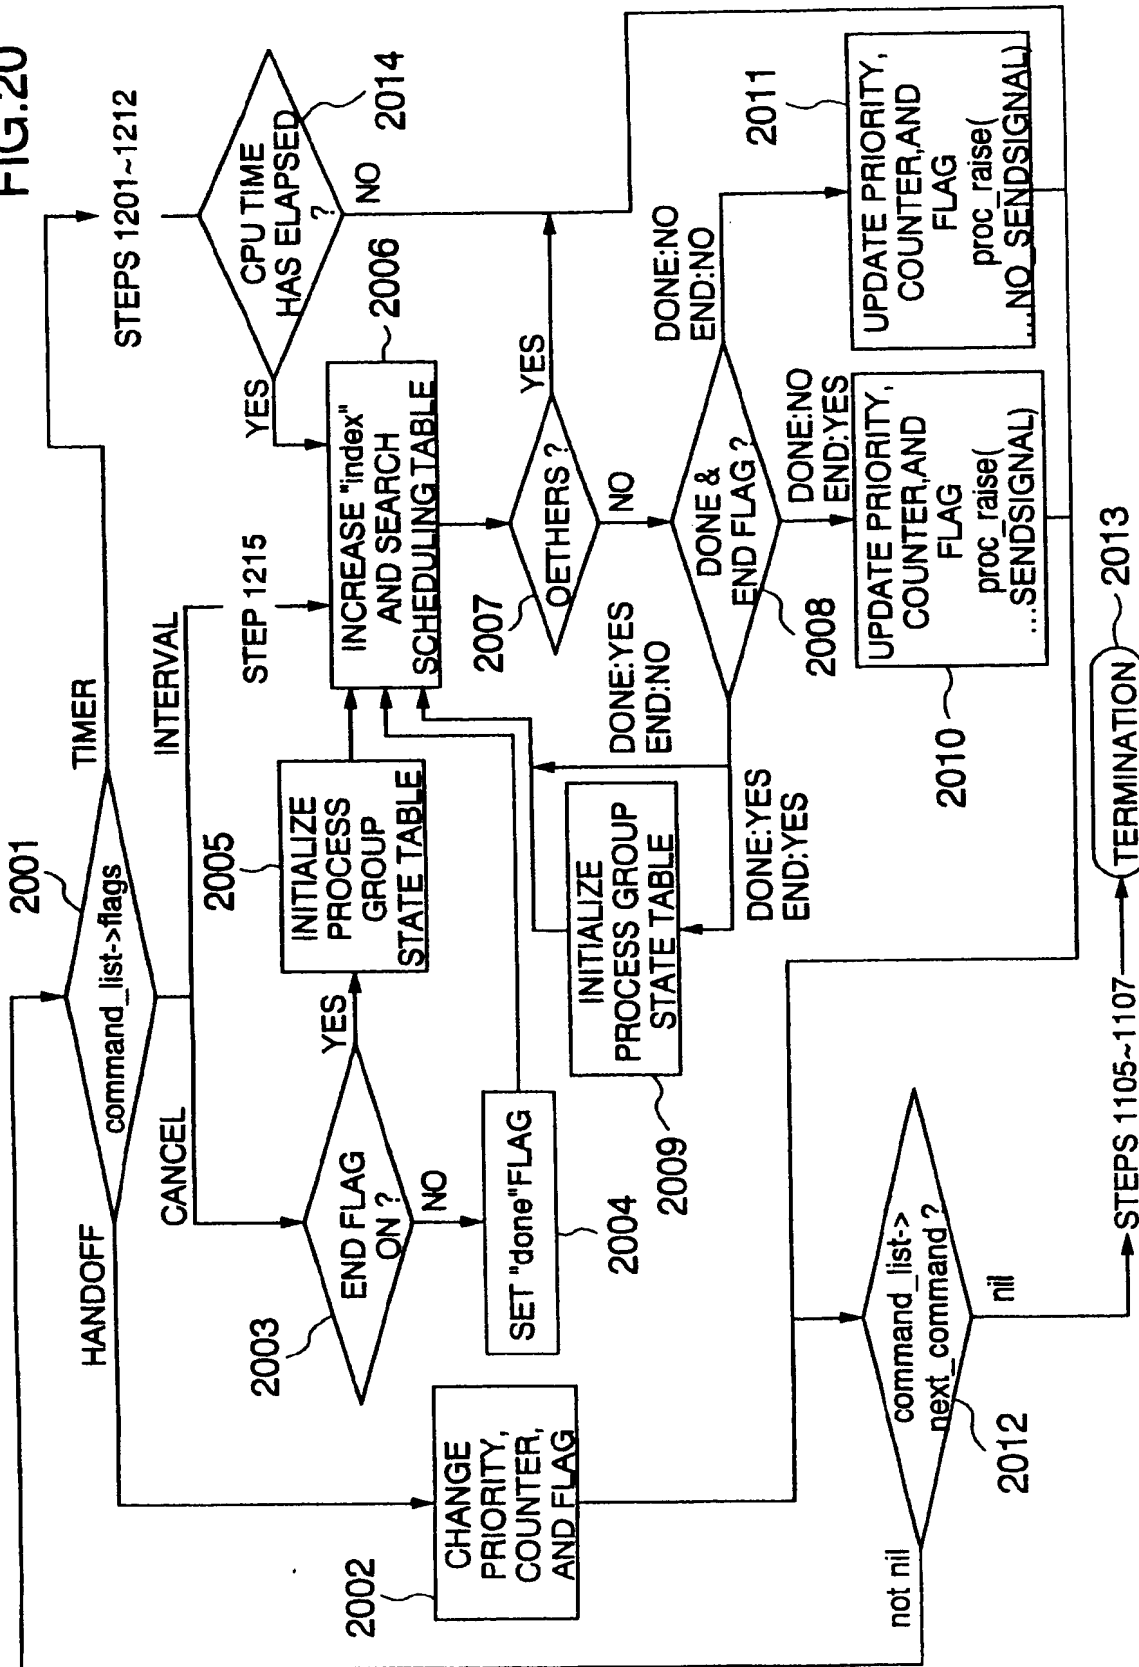 FIG.20
2001
command_list->flags
HANDOFF
CANCEL
INTERVAL
TIMER
STEPS 1201~1212
STEP 1215
CPU TIME
HAS ELAPSED
?
2014
YES
NO
2002
CHANGE
PRIORITY,
COUNTER,
AND FLAG
2003
END FLAG
ON ?
YES
NO
2004
SET "done"FLAG
2005
INITIALIZE
PROCESS
GROUP
STATE TABLE
2006
INCREASE "index"
AND SEARCH
SCHEDULING TABLE
2007
OETHERS ?
YES
NO
2008
DONE &
END FLAG ?
DONE:YES
END:NO
DONE:YES
END:YES
DONE:NO
END:YES
DONE:NO
END:NO
2009
INITIALIZE
PROCESS GROUP
STATE TABLE
2010
UPDATE PRIORITY,
COUNTER,AND
FLAG
proc_raise(
...SENDSIGNAL)
2011
UPDATE PRIORITY,
COUNTER,AND
FLAG
proc_raise(
...NO_SENDSIGNAL)
2012
command_list->
next_command ?
not nil
nil
STEPS 1105~1107
TERMINATION
2013